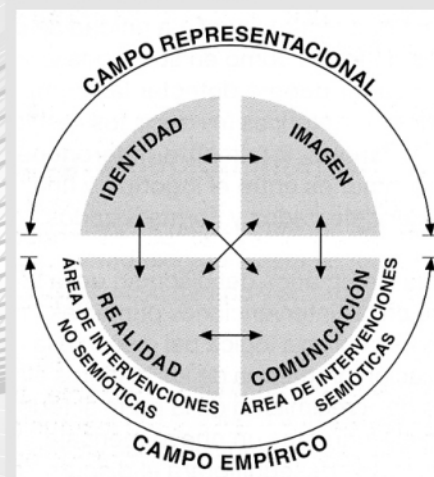 CAMPO REPRESENTACIONAL
IDENTIDAD
IMAGEN
REALIDAD
COMUNICACIÓN
ÁREA DE INTERVENCIONES
NO SEMIÓTICAS
ÁREA DE INTERVENCIONES
SEMIÓTICAS
CAMPO EMPÍRICO